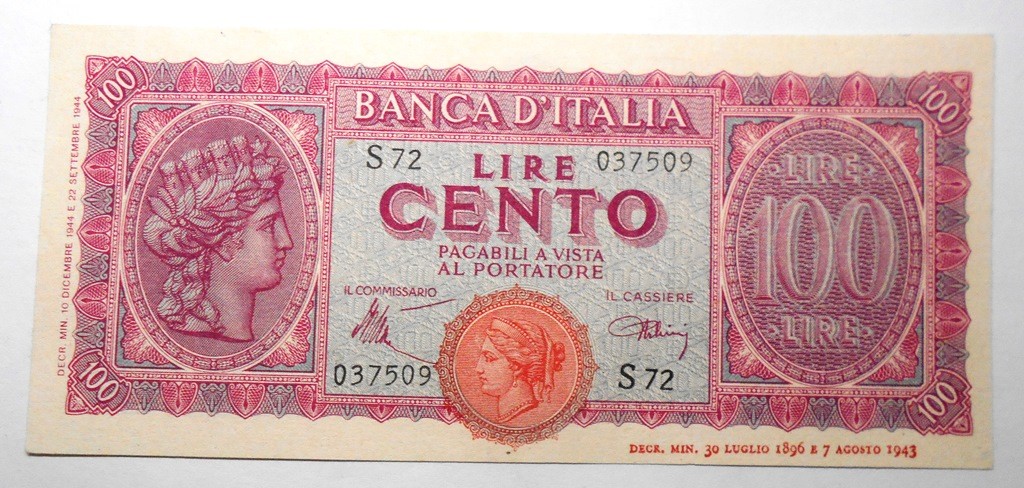 100
100
BANCA D'ITALIA
S 72
LIRE
037509
CENTO
PAGABILI A VISTA
AL PORTATORE
IL COMMISSARIO
IL CASSIERE
037509
S 72
LIRE
100
LIRE
100
100
DECR. MIN. 10 DICEMBRE 1944 E 22 SETTEMBRE 1944
DECR. MIN. 30 LUGLIO 1896 E 7 AGOSTO 1943